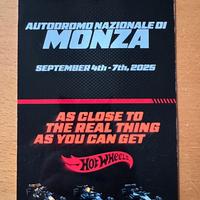 AUTODROMO NAZIONALE DI
MONZA
SEPTEMBER 4th - 7th, 2025
AS CLOSE TO
THE REAL THING
AS YOU CAN GET
Hot Wheels